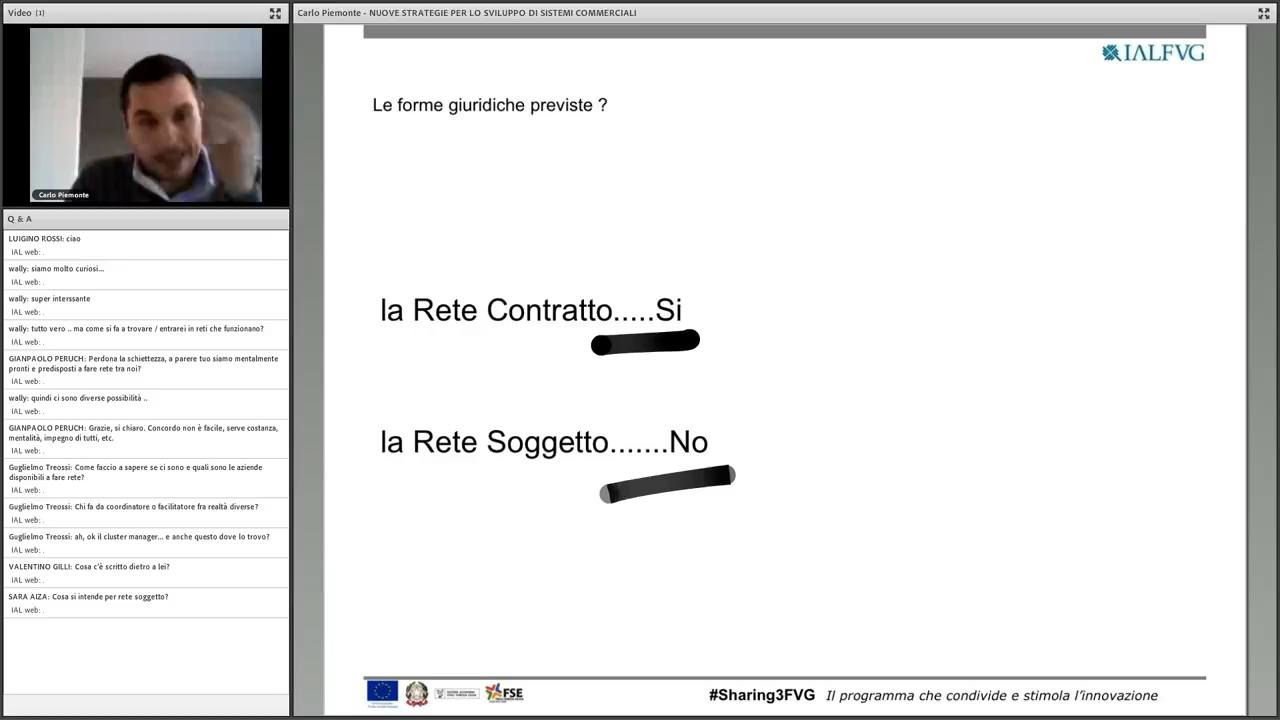 Video (1)
Carlo Piemonte - NUOVE STRATEGIE PER LO SVILUPPO DI SISTEMI COMMERCIALI
Carlo Piemonte
Q & A
LUIGINO ROSSI: ciao
IAL web: .
wally: siamo molto curiosi...
IAL web: .
wally: super interssante
IAL web: .
wally: tutto vero .. ma come si fa a trovare / entrarei in reti che funzionano?
IAL web: .
GIANPAOLO PERUCH: Perdona la schiettezza, a parere tuo siamo mentalmente
pronti e predisposti a fare rete tra noi?
IAL web: .
wally: quindi ci sono diverse possibilità ..
IAL web: .
GIANPAOLO PERUCH: Grazie, si chiaro. Concordo non è facile, serve costanza,
mentalità, impegno di tutti, etc.
IAL web: .
Guglielmo Treossi: Come faccio a sapere se ci sono e quali sono le aziende
disponibili a fare rete?
IAL web: .
Guglielmo Treossi: Chi fa da coordinatore o facilitatore fra realtà diverse?
IAL web: .
Guglielmo Treossi: ah, ok il cluster manager... e anche questo dove lo trovo?
IAL web: .
VALENTINO GILLI: Cosa c'è scritto dietro a lei?
IAL web: .
SARA AIZA: Cosa si intende per rete soggetto?
IAL web: .
IALFVG
Le forme giuridiche previste ?
la Rete Contratto.....Si
la Rete Soggetto.......No
FSE
#Sharing3FVG Il programma che condivide e stimola l'innovazione